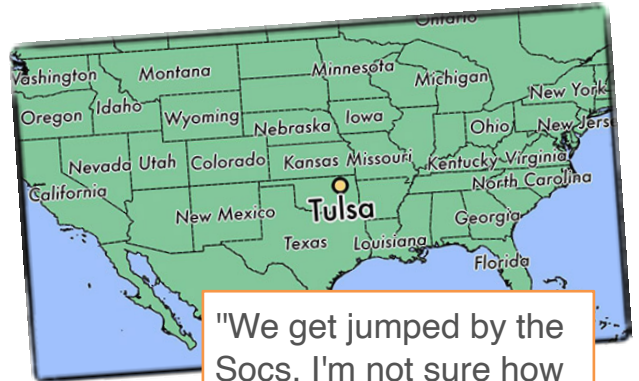 Ontario
Washington Montana Minnesota Michigan
Oregon Idaho Wyoming New York
Nebraska Iowa Ohio New Jers
Nevada Utah Colorado Kansas Missouri Kentucky Virginia
California North Carolina
New Mexico Tulsa Georgia
Texas Louisiana
Florida
"We get jumped by the
Socs. I'm not sure how